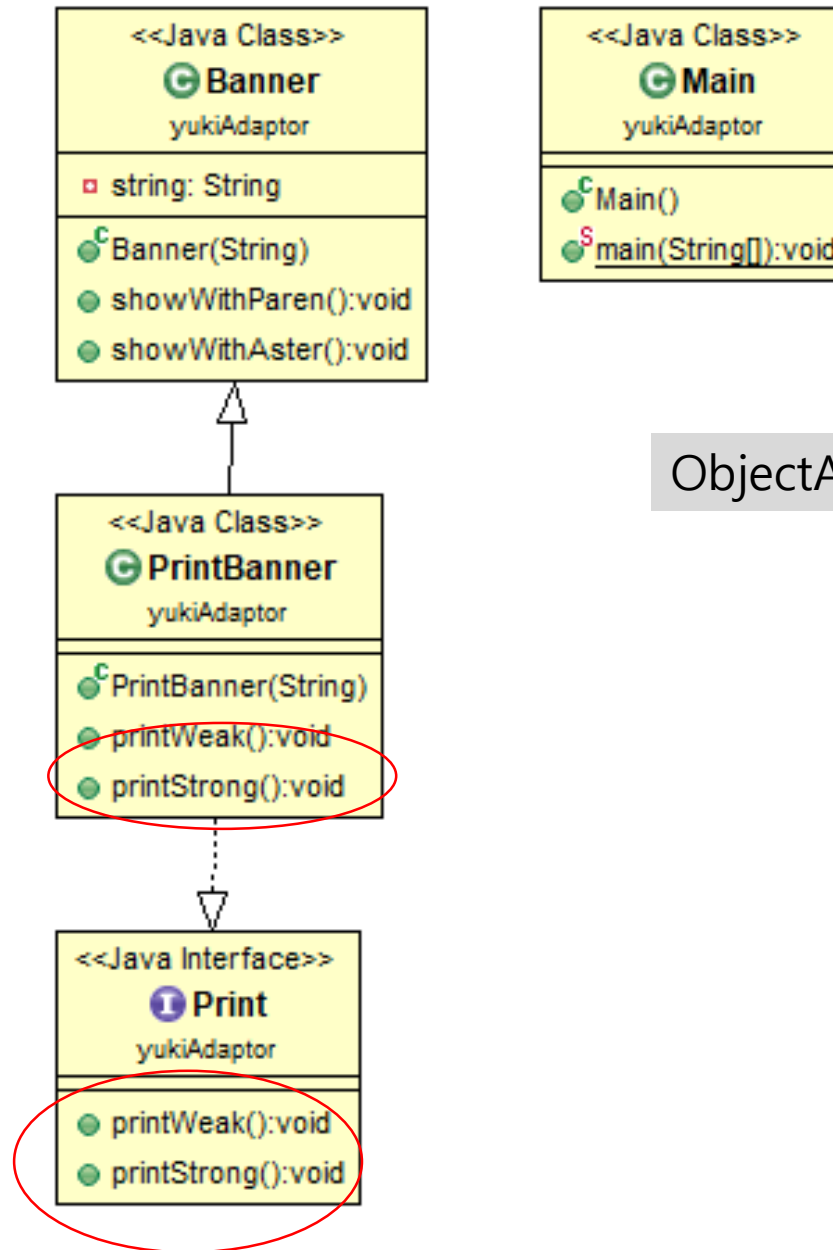 <<Java Class>>
C Banner
yukiAdaptor
string: String
C Banner(String)
showWithParen():void
showWithAster():void
<<Java Class>>
C Main
yukiAdaptor
C Main()
S main(String[]):void
ObjectA
<<Java Class>>
C PrintBanner
yukiAdaptor
C PrintBanner(String)
printWeak():void
printStrong():void
<<Java Interface>>
I Print
yukiAdaptor
printWeak():void
printStrong():void